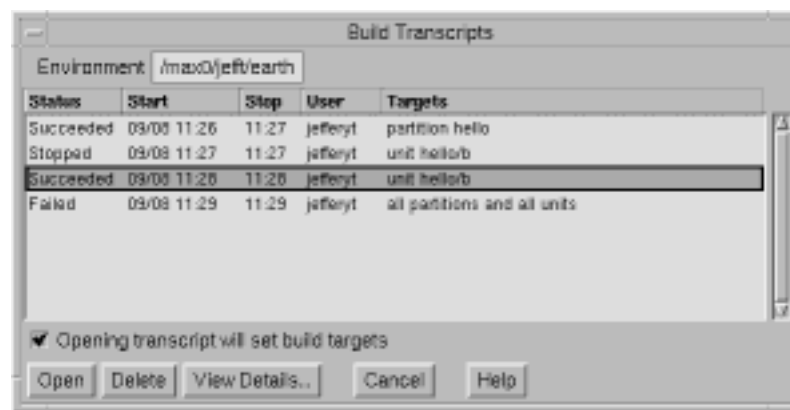 Build Transcripts
Environment /max0/jeft/earth
Status Start Stop User Targets
Succeeded 09/08 11:26 11:27 jefferyt partition hello
Stopped 09/08 11:27 11:27 jefferyt unit hello/b
Succeeded 09/08 11:28 11:28 jefferyt unit hello/b
Failed 09/08 11:29 11:29 jefferyt all partitions and all units
Opening transcript will set build targets
Open Delete View Details... Cancel Help